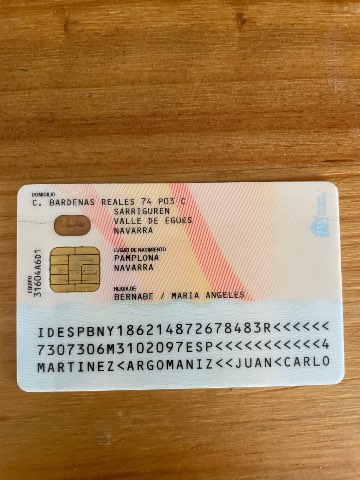 DOMICILIO
C. BARDENAS REALES 74 P03 C
SARRIGUREN
VALLE DE EGUES
NAVARRA
LUGAR DE NACIMIENTO
PAMPLONA
NAVARRA
HIJO/A DE
BERNABE / MARIA ANGELES
EQUIPO
31604A6D1
IDESPBNY186214872678483R<<<<<<
7307306M3102097ESP<<<<<<<<<<<4
MARTINEZ<ARGOMANIZ<<JUAN<CARLO